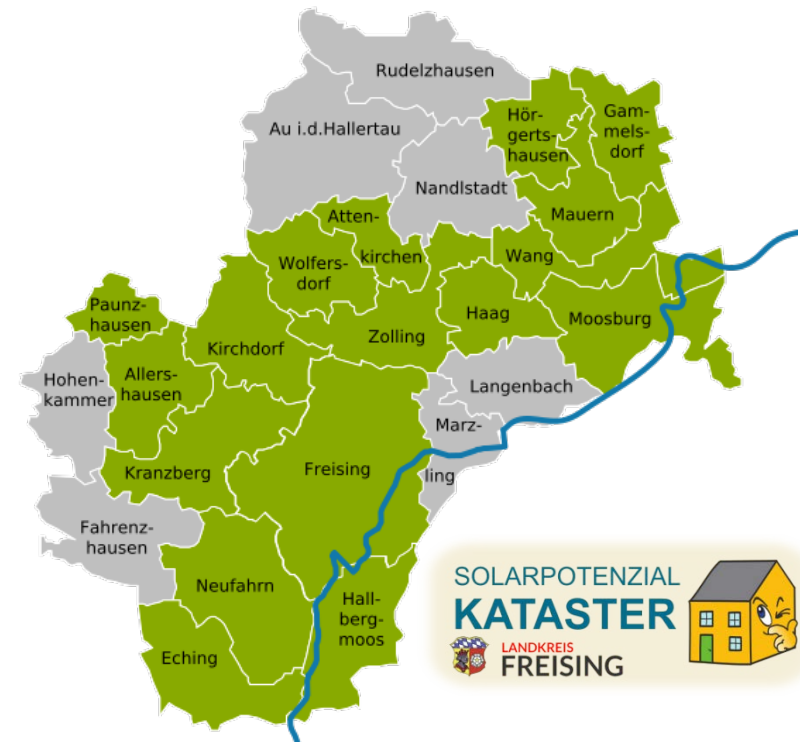 Rudelzhausen
Au i.d.Hallertau
Hör-
gerts-
hausen
Gam-
mels-
dorf
Nandlstadt
Atten-
kirchen
Mauern
Wolfers-
dorf
Wang
Paunz-
hausen
Haag
Moosburg
Zolling
Kirchdorf
Hohen-
kammer
Allers-
hausen
Langenbach
Marz-
ling
Kranzberg
Freising
Fahrenz-
hausen
Neufahrn
Hall-
berg-
moos
Eching
SOLARPOTENZIAL
KATASTER
LANDKREIS
FREISING